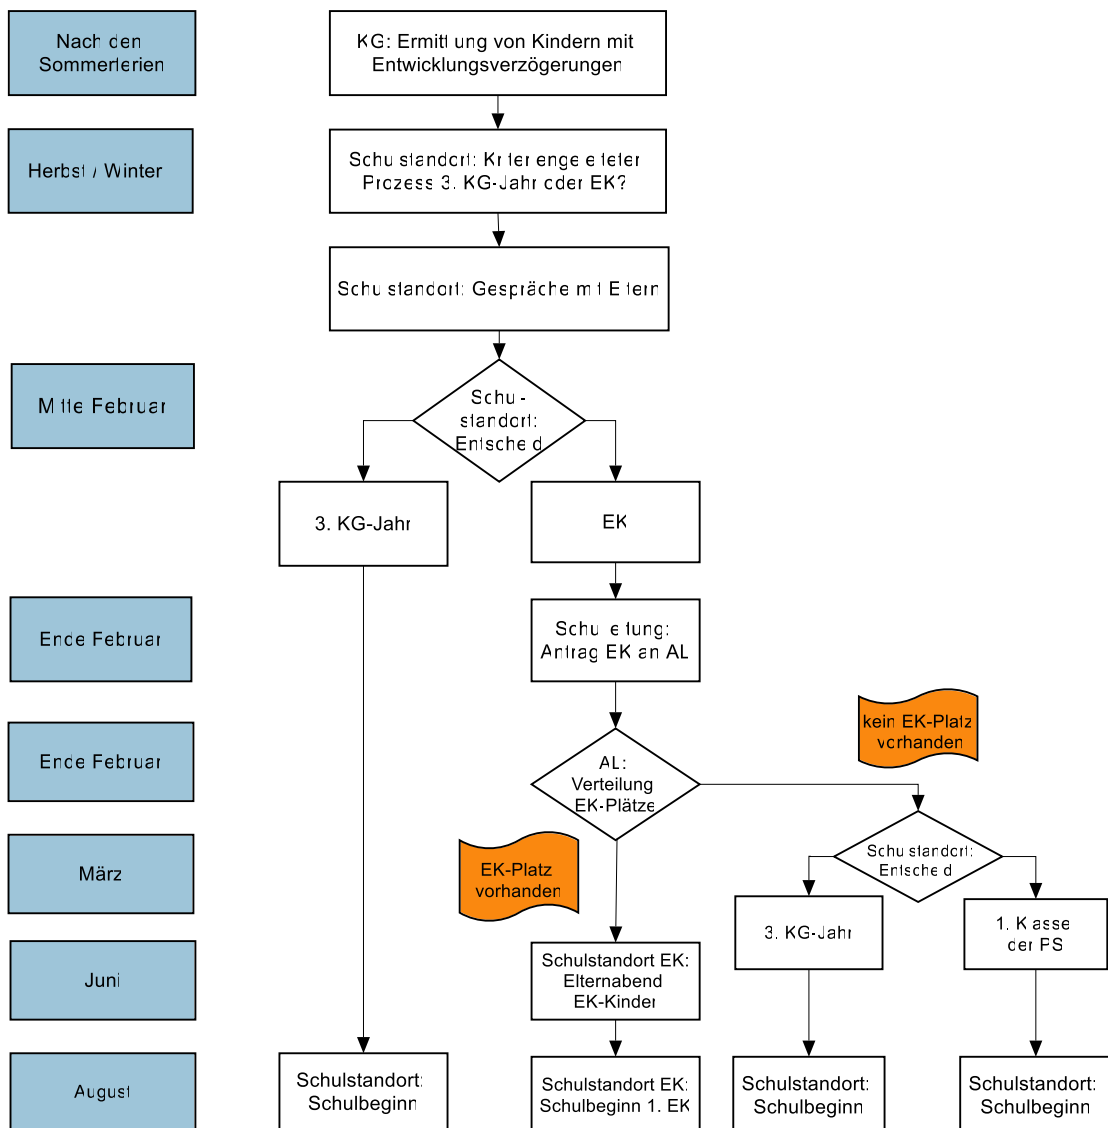 Nach den
Sommerferien
KG: Ermittlung von Kindern mit
Entwicklungsverzögerungen
Herbst / Winter
Schulstandort: Kriteriengeleiteter
Prozess 3. KG-Jahr oder EK?
Schulstandort: Gespräche mit Eltern
Mitte Februar
Schul-
standort:
Entscheid
3. KG-Jahr
EK
Ende Februar
Schulleitung:
Antrag EK an AL
kein EK-Platz
vorhanden
Ende Februar
AL:
Verteilung
EK-Plätze
Schulstandort:
Entscheid
März
EK-Platz
vorhanden
3. KG-Jahr
1. Klasse
der PS
Juni
Schulstandort EK:
Elternabend
EK-Kinder
August
Schulstandort:
Schulbeginn
Schulstandort EK:
Schulbeginn 1. EK
Schulstandort:
Schulbeginn
Schulstandort:
Schulbeginn